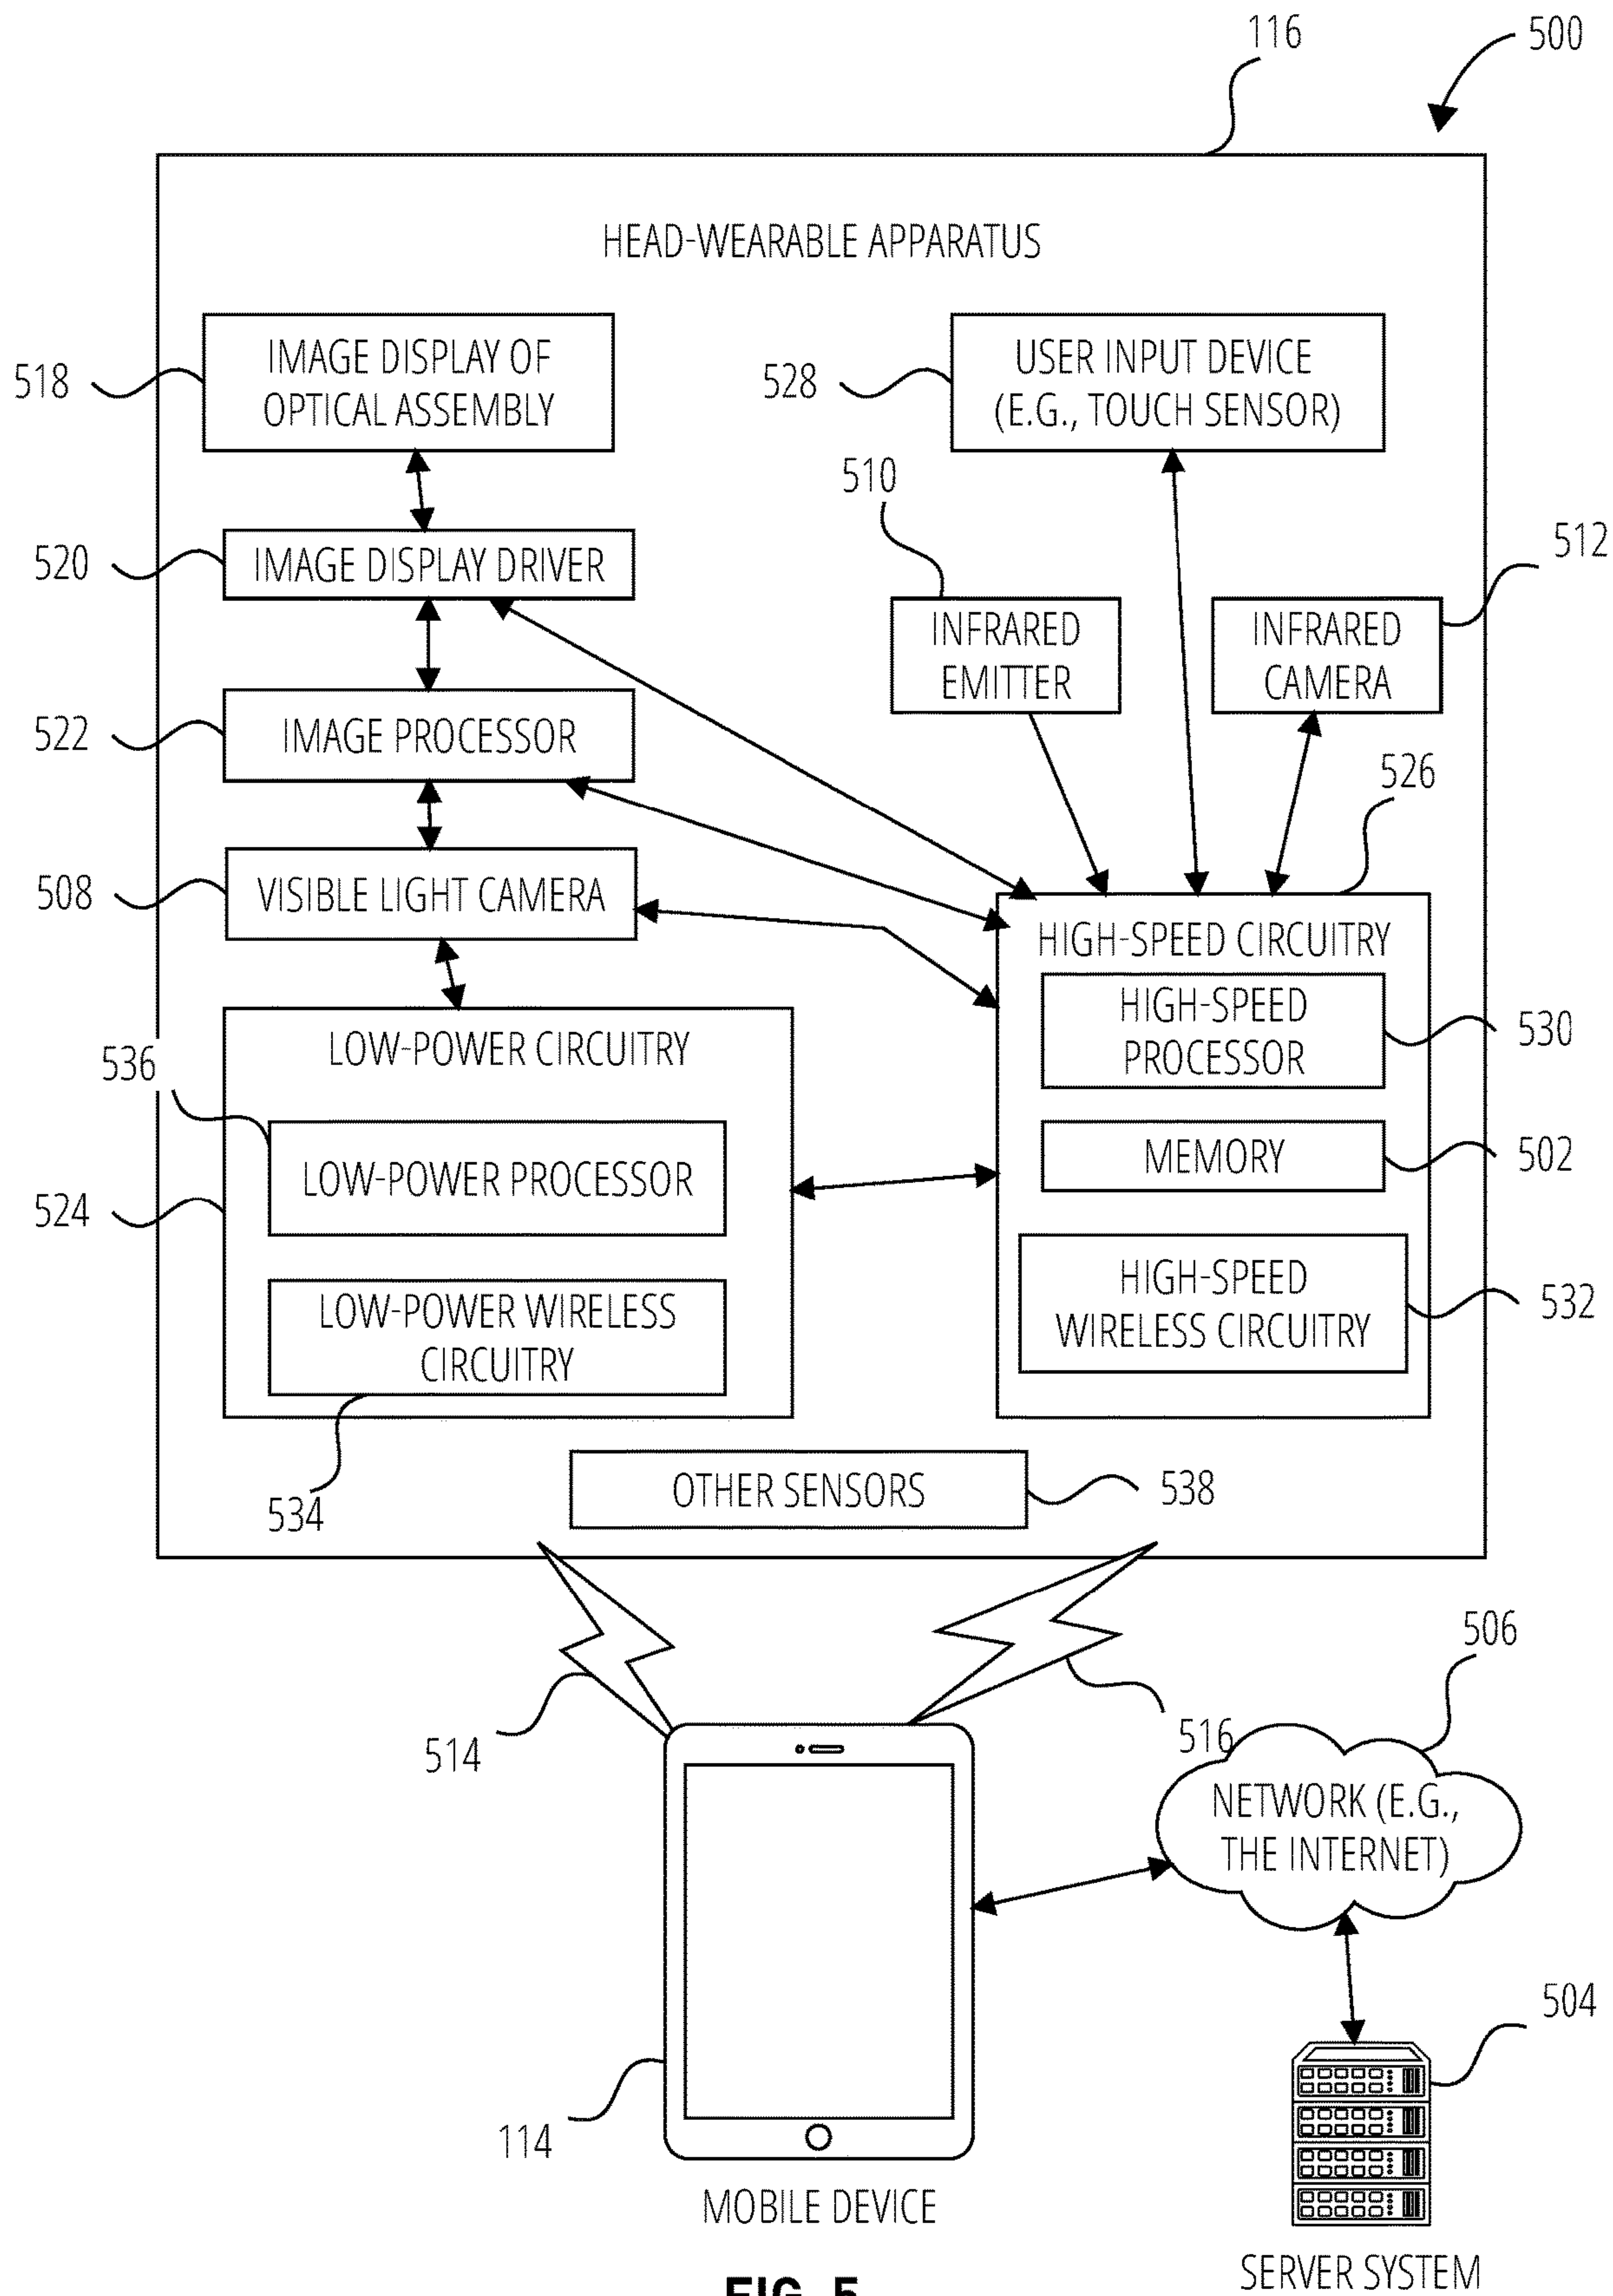 116
500
HEAD-WEARABLE APPARATUS
518
IMAGE DISPLAY OF
OPTICAL ASSEMBLY
528
USER INPUT DEVICE
(E.G., TOUCH SENSOR)
510
512
520
IMAGE DISPLAY DRIVER
INFRARED
EMITTER
INFRARED
CAMERA
522
IMAGE PROCESSOR
526
508
VISIBLE LIGHT CAMERA
HIGH-SPEED CIRCUITRY
HIGH-SPEED
PROCESSOR
530
LOW-POWER CIRCUITRY
536
LOW-POWER PROCESSOR
MEMORY
502
524
LOW-POWER WIRELESS
CIRCUITRY
HIGH-SPEED
WIRELESS CIRCUITRY
532
534
OTHER SENSORS
538
514
516
506
NETWORK (E.G.,
THE INTERNET)
504
114
MOBILE DEVICE
SERVER SYSTEM
FIG. 5